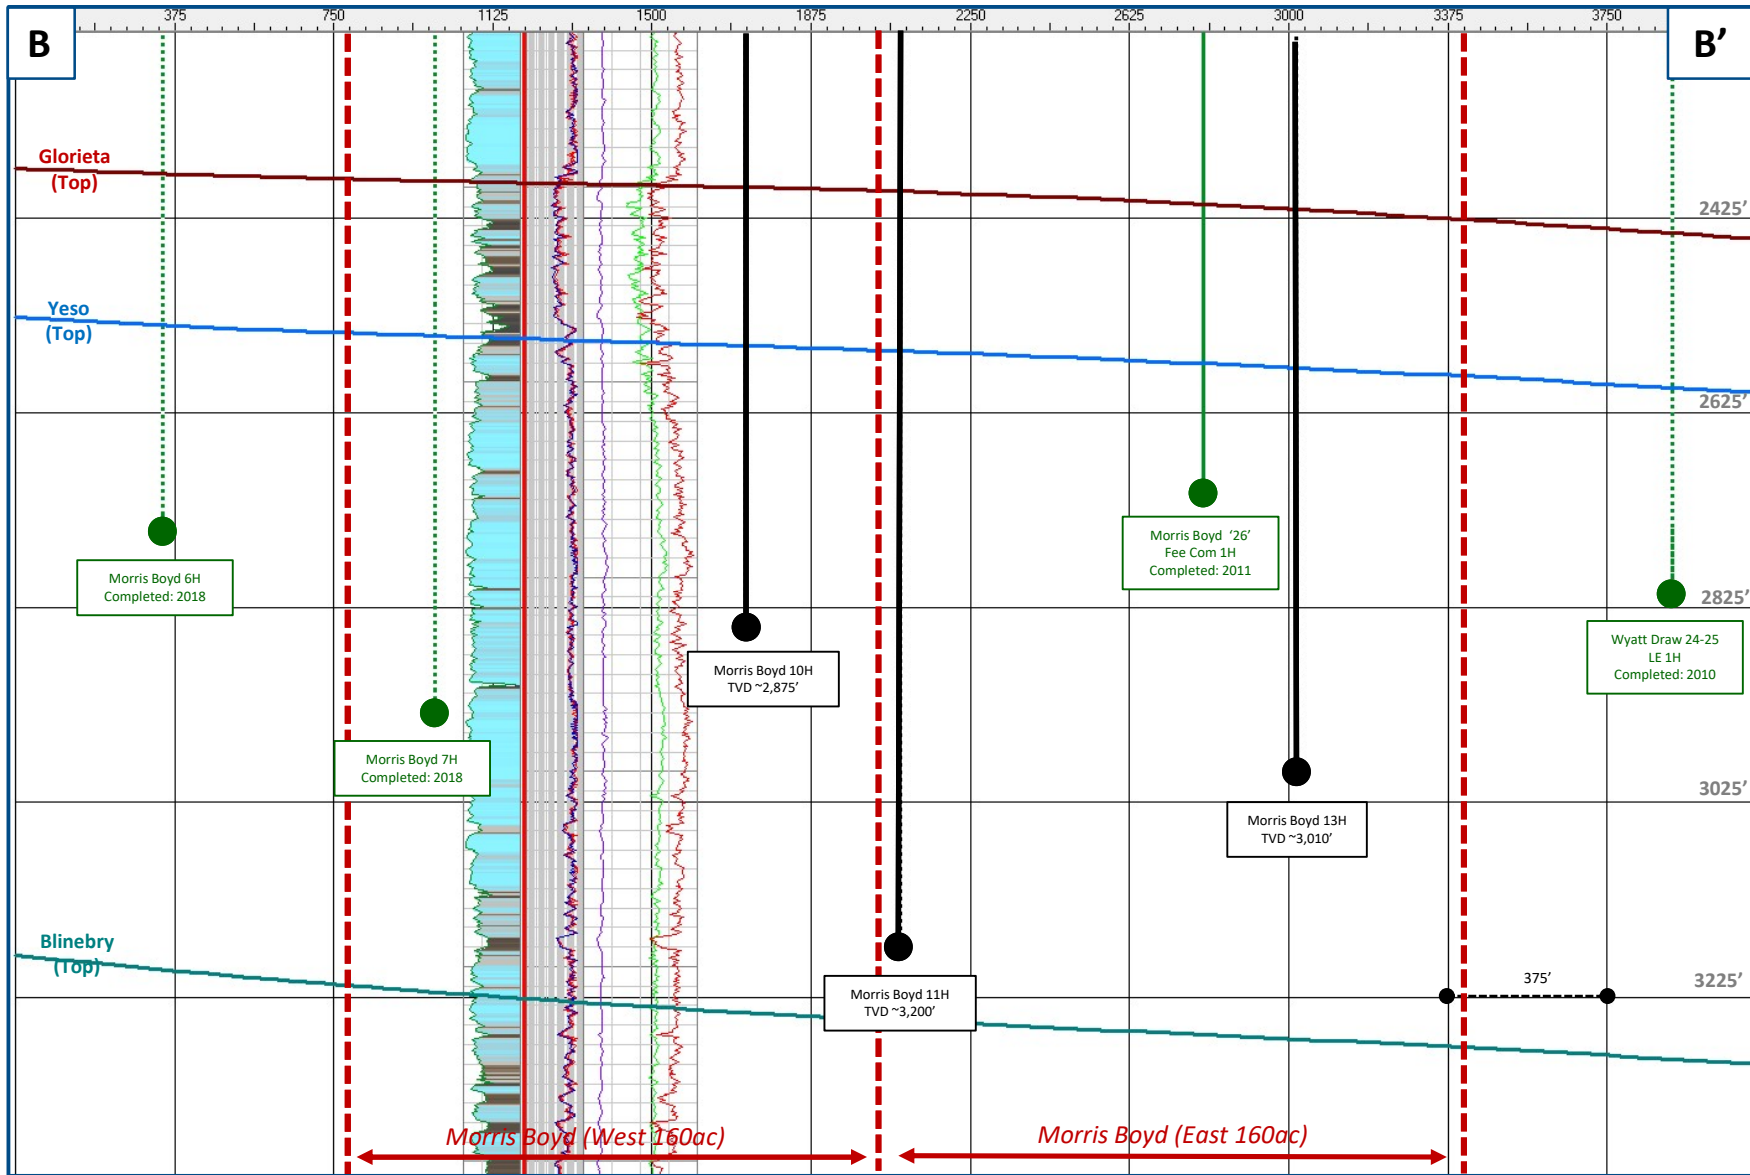 375 750 1125 1500 1875 2250 2625 3000 3375 3750
B
B’
Glorieta
(Top)
2425’
Yeso
(Top)
2625’
Morris Boyd ‘26’
Fee Com 1H
Completed: 2011
Morris Boyd 6H
Completed: 2018
2825’
Wyatt Draw 24-25
LE 1H
Completed: 2010
Morris Boyd 10H
TVD ~2,875’
Morris Boyd 7H
Completed: 2018
3025’
Morris Boyd 13H
TVD ~3,010’
Blinebry
(Top)
375’
3225’
Morris Boyd 11H
TVD ~3,200’
Morris Boyd (West 160ac)
Morris Boyd (East 160ac)